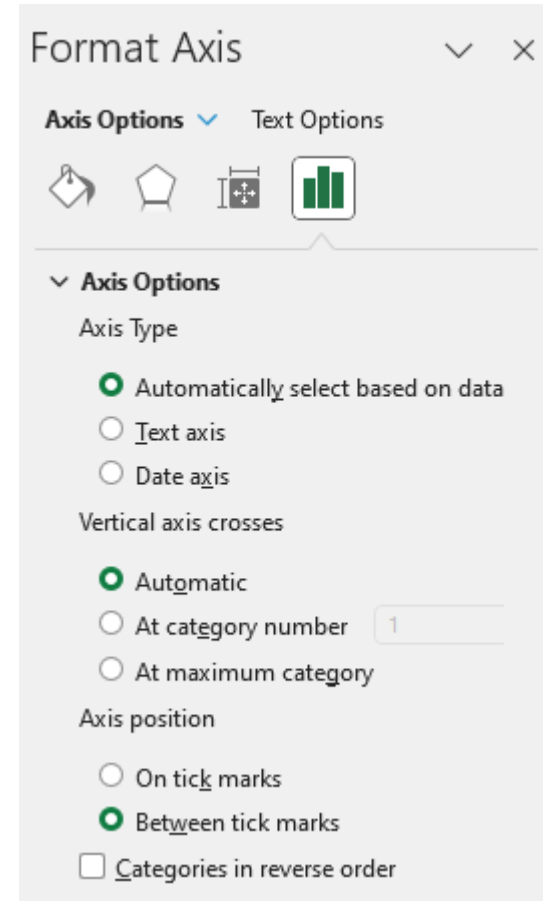 Format Axis
Axis Options Text Options
Axis Options
Axis Type
Automatically select based on data
Text axis
Date axis
Vertical axis crosses
Automatic
At category number 1
At maximum category
Axis position
On tick marks
Between tick marks
Categories in reverse order